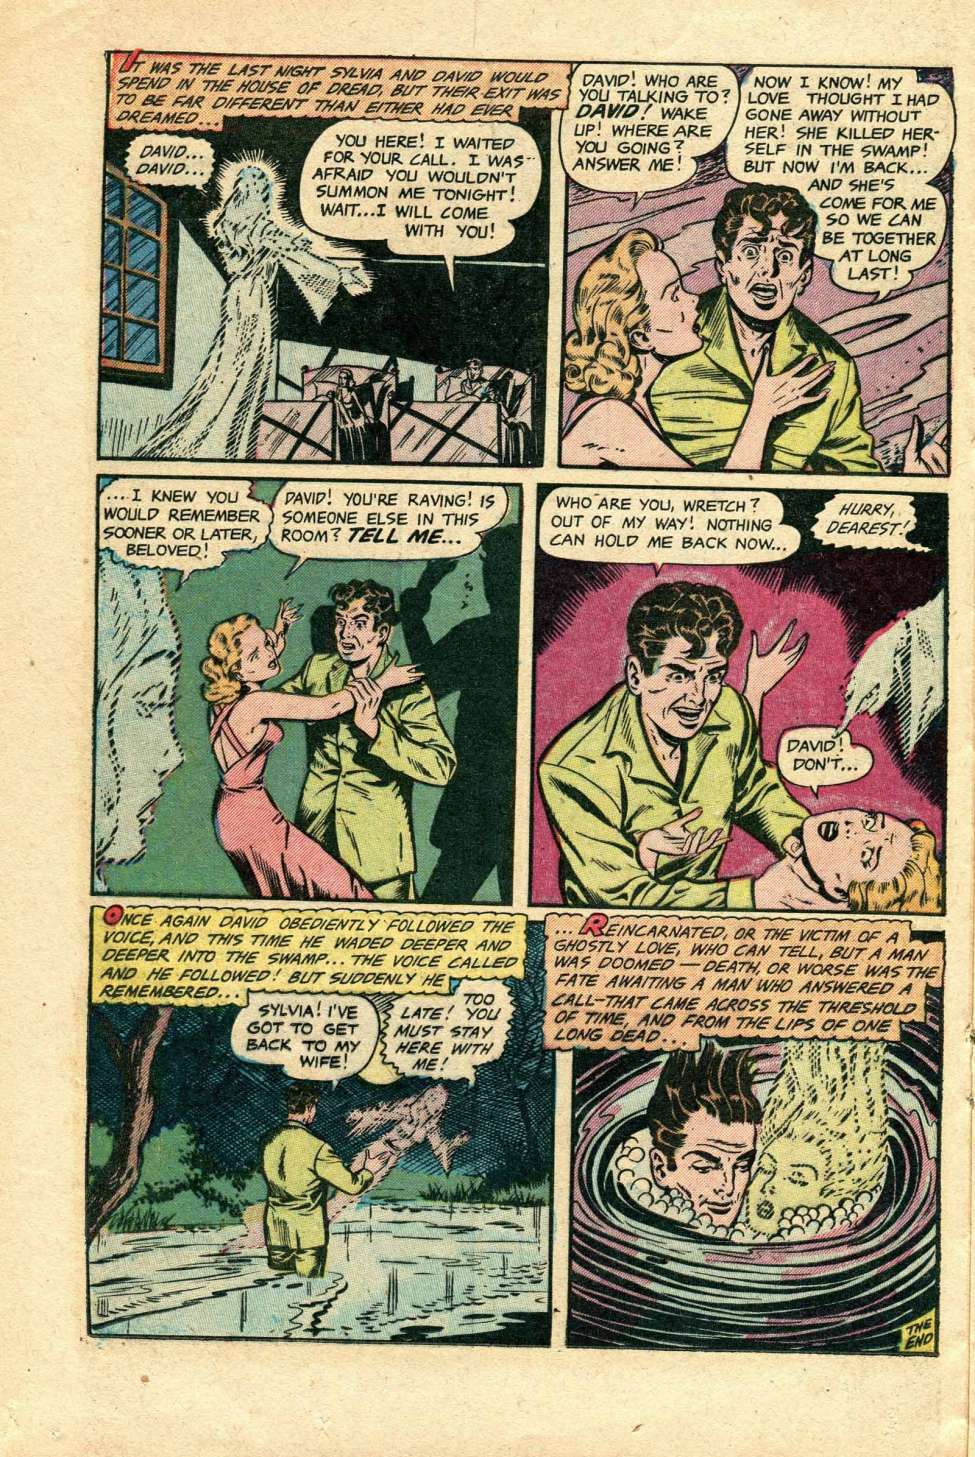 IT WAS THE LAST NIGHT SYLVIA AND DAVID WOULD
SPEND IN THE HOUSE OF DREAD, BUT THEIR EXIT WAS
TO BE FAR DIFFERENT THAN EITHER HAD EVER
DREAMED...
DAVID...
DAVID...
YOU HERE! I WAITED
FOR YOUR CALL. I WAS
AFRAID YOU WOULDN'T
SUMMON ME TONIGHT!
WAIT...I WILL COME
WITH YOU!
DAVID! WHO ARE
YOU TALKING TO?
DAVID! WAKE
UP! WHERE ARE
YOU GOING?
ANSWER ME!
NOW I KNOW! MY
LOVE THOUGHT I HAD
GONE AWAY WITHOUT
HER! SHE KILLED HER-
SELF IN THE SWAMP!
BUT NOW I'M BACK...
AND SHE'S
COME FOR ME
SO WE CAN
BE TOGETHER
AT LONG
LAST!
...I KNEW YOU
WOULD REMEMBER
SOONER OR LATER,
BELOVED!
DAVID! YOU'RE RAVING! IS
SOMEONE ELSE IN THIS
ROOM? TELL ME...
WHO ARE YOU, WRETCH?
OUT OF MY WAY! NOTHING
CAN HOLD ME BACK NOW...
HURRY,
DEAREST!
DAVID!
DON'T...
ONCE AGAIN DAVID OBEDIENTLY FOLLOWED THE
VOICE, AND THIS TIME HE WADED DEEPER AND
DEEPER INTO THE SWAMP... THE VOICE CALLED
AND HE FOLLOWED! BUT SUDDENLY HE
REMEMBERED...
SYLVIA! I'VE
GOT TO GET
BACK TO MY
WIFE!
TOO
LATE! YOU
MUST STAY
HERE WITH
ME!
... REINCARNATED, OR THE VICTIM OF A
GHOSTLY LOVE, WHO CAN TELL, BUT A MAN
WAS DOOMED—DEATH, OR WORSE WAS THE
FATE AWAITING A MAN WHO ANSWERED A
CALL-THAT CAME ACROSS THE THRESHOLD
OF TIME, AND FROM THE LIPS OF ONE
LONG DEAD...
THE
END